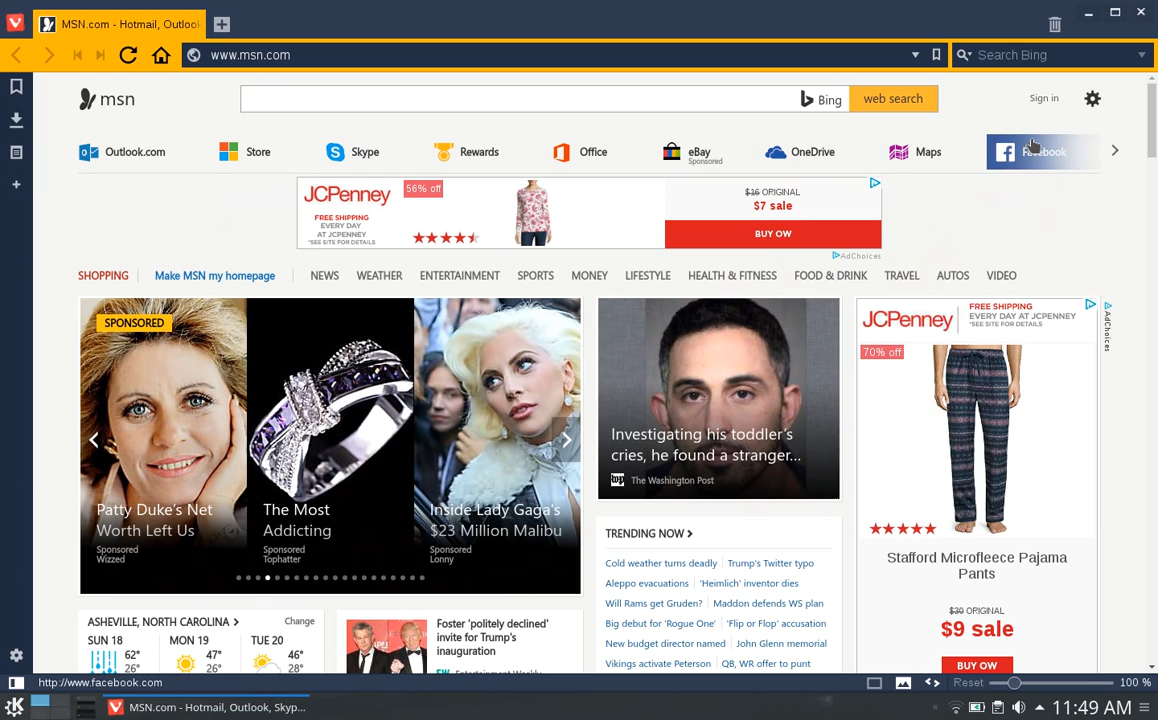 MSN.com - Hotmail, Outlook
www.msn.com
Search Bing
msn
Bing
web search
Sign in
Outlook.com
Store
Skype
Rewards
Office
eBay
Sponsored
OneDrive
Maps
Facebook
JCPenney
FREE SHIPPING
EVERY DAY
AT JCPENNEY
*SEE SITE FOR DETAILS
56% off
$16 ORIGINAL
$7 sale
BUY OW
AdChoices
SHOPPING
Make MSN my homepage
NEWS
WEATHER
ENTERTAINMENT
SPORTS
MONEY
LIFESTYLE
HEALTH & FITNESS
FOOD & DRINK
TRAVEL
AUTOS
VIDEO
SPONSORED
Patty Duke's Net
Worth Left Us
Sponsored
Wizzed
The Most
Addicting
Sponsored
Tophatter
Inside Lady Gaga's
$23 Million Malibu
Sponsored
Lonny
Investigating his toddler's
cries, he found a stranger...
wp The Washington Post
JCPenney
FREE SHIPPING
EVERY DAY AT JCPENNEY
*SEE SITE FOR DETAILS
AdChoices
70% off
Stafford Microfleece Pajama
Pants
$30 ORIGINAL
$9 sale
BUY OW
TRENDING NOW
Cold weather turns deadly
Trump's Twitter typo
Aleppo evacuations
'Heimlich' inventor dies
Will Rams get Gruden?
Maddon defends WS plan
Big debut for 'Rogue One'
'Flip or Flop' accusation
New budget director named
John Glenn memorial
Vikings activate Peterson
QB, WR offer to punt
ASHEVILLE, NORTH CAROLINA
Change
SUN 18
62°
26°
MON 19
47°
26°
TUE 20
46°
28°
Foster 'politely declined'
invite for Trump's
inauguration
EW Entertainment Weekly
http://www.facebook.com
Reset
100 %
MSN.com - Hotmail, Outlook, Skyp...
11:49 AM